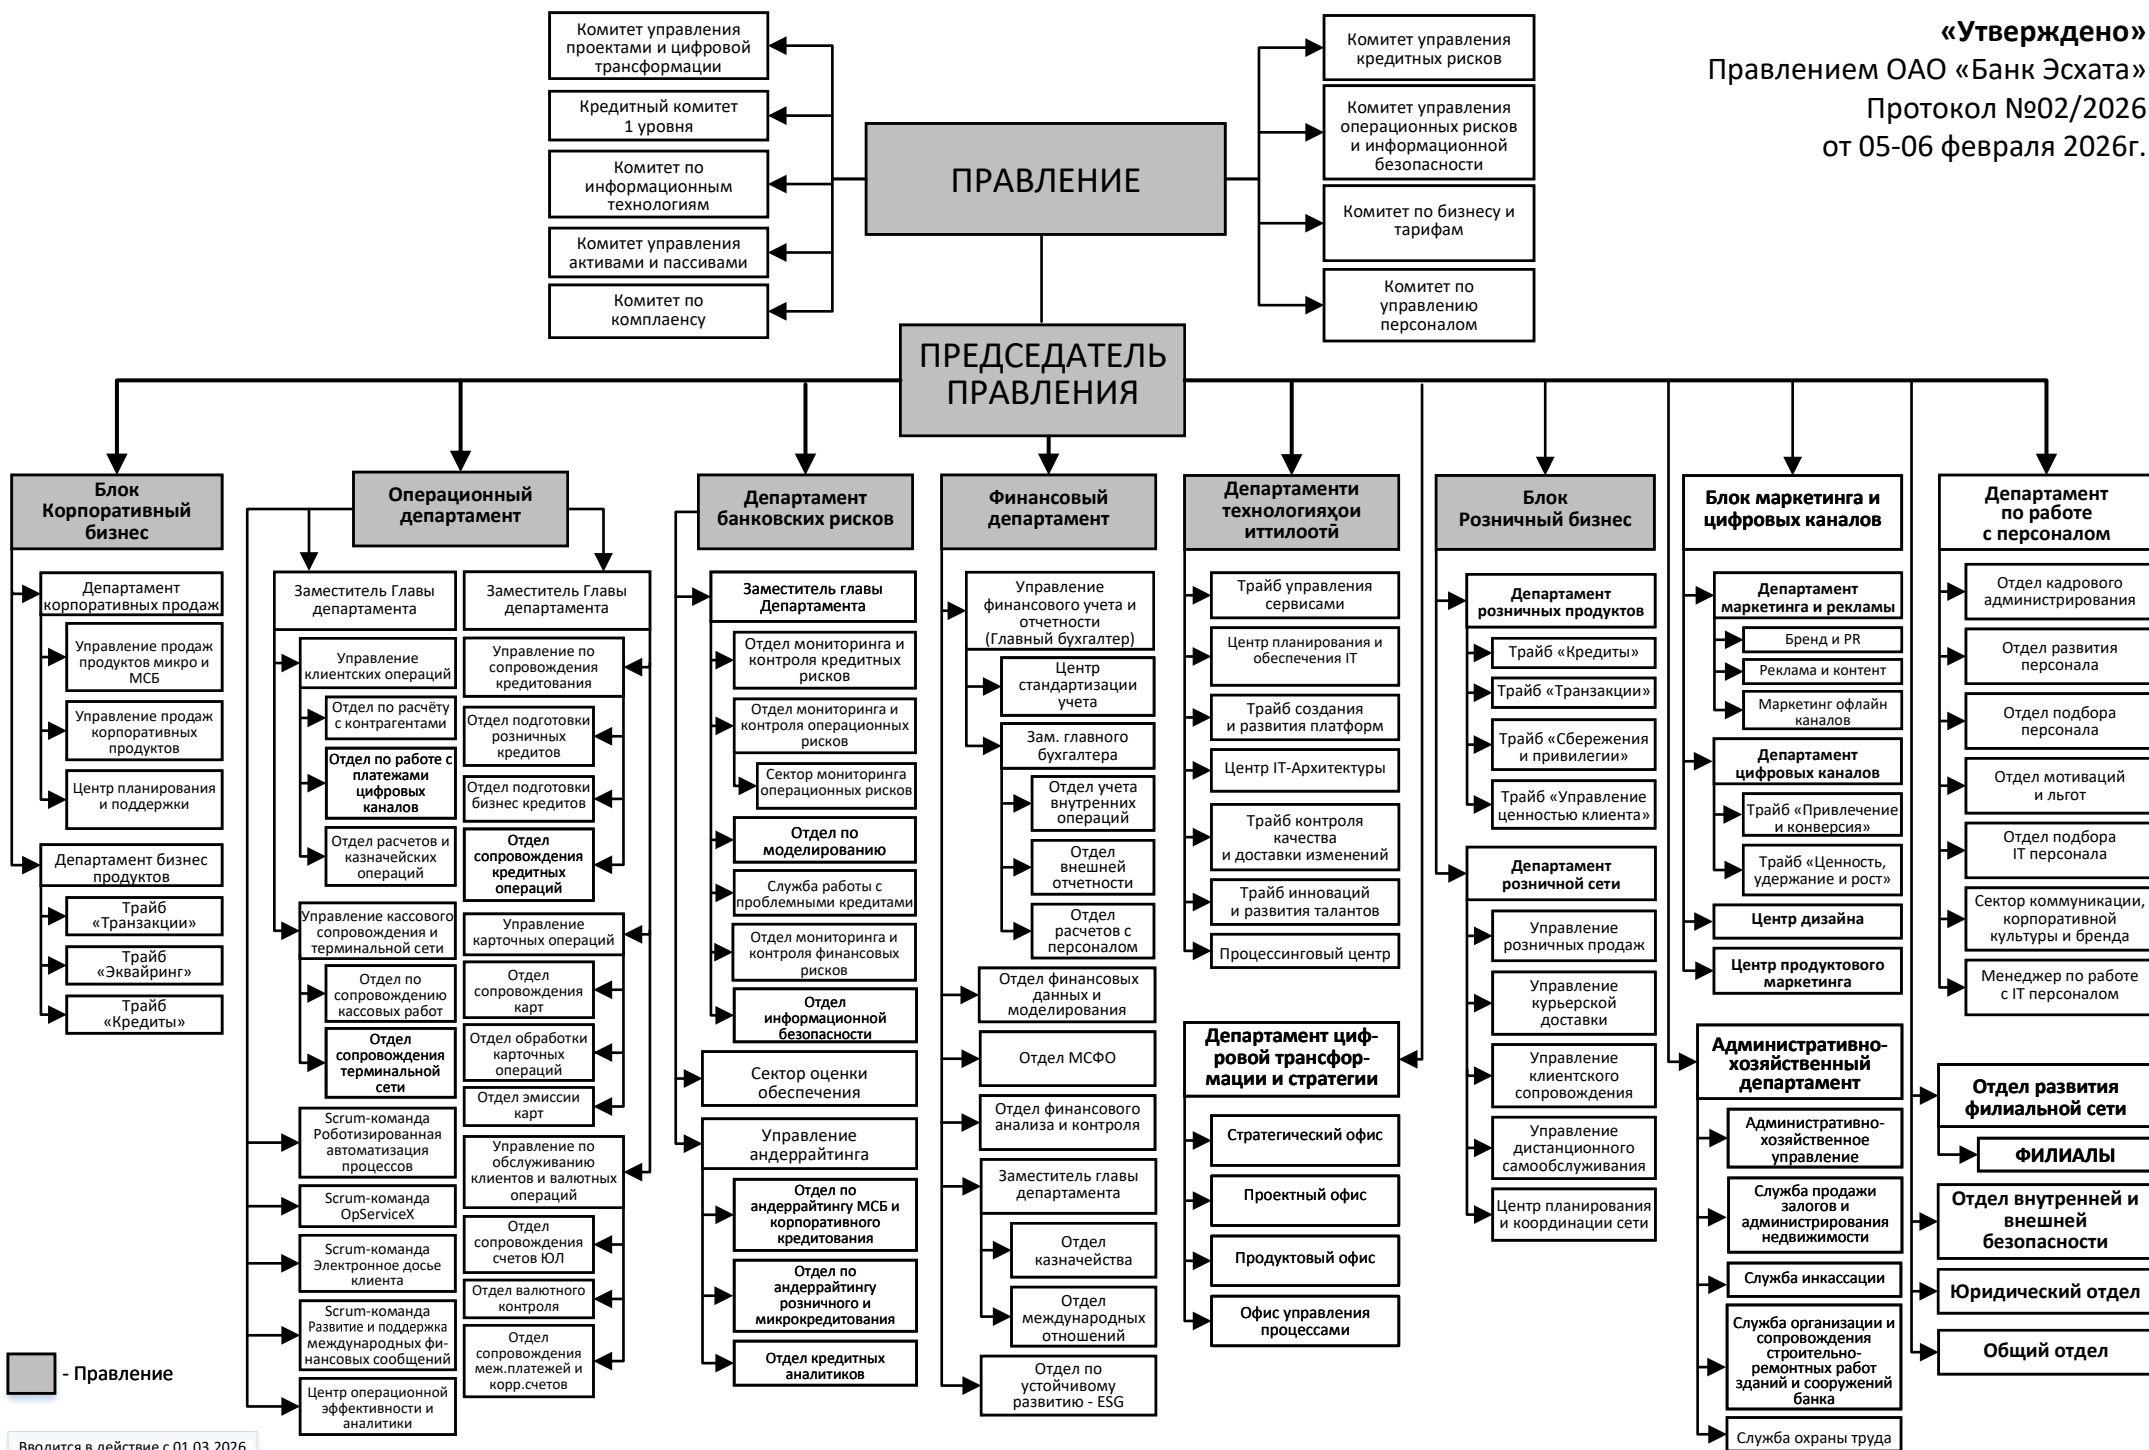 «Утверждено»
Правлением ОАО «Банк Эсхата»
Протокол №02/2026
от 05-06 февраля 2026г.
Комитет управления
проектами и цифровой
трансформации
Кредитный комитет
1 уровня
Комитет по
информационным
технологиям
Комитет управления
активами и пассивами
Комитет по
комплаенсу
ПРАВЛЕНИЕ
Комитет управления
кредитных рисков
Комитет управления
операционных рисков
и информационной
безопасности
Комитет по бизнесу и
тарифам
Комитет по
управлению
персоналом
ПРЕДСЕДАТЕЛЬ
ПРАВЛЕНИЯ
Блок
Корпоративный
бизнес
Департамент
корпоративных продаж
Управление продаж
продуктов микро и
МСБ
Управление продаж
корпоративных
продуктов
Центр планирования
и поддержки
Департамент бизнес
продуктов
Трайб
«Транзакции»
Трайб
«Эквайринг»
Трайб
«Кредиты»
Операционный
департамент
Заместитель Главы
департамента
Управление
клиентских операций
Отдел по расчёту
с контрагентами
Отдел по работе с
платежами
цифровых
каналов
Отдел расчетов и
казначейских
операций
Управление кассового
сопровождения и
терминальной сети
Отдел по
сопровождению
кассовых работ
Отдел
сопровождения
терминальной
сети
Scrum-команда
Роботизированная
автоматизация
процессов
Scrum-команда
OpServiceX
Scrum-команда
Электронное досье
клиента
Scrum-команда
Развитие и поддержка
международных фи-
нансовых сообщений
Центр операционной
эффективности и
аналитики
Заместитель Главы
департамента
Управление по
сопровождения
кредитования
Отдел подготовки
розничных
кредитов
Отдел подготовки
бизнес кредитов
Отдел
сопровождения
кредитных
операций
Управление
карточных операций
Отдел
сопровождения
карт
Отдел обработки
карточных
операций
Отдел эмиссии
карт
Управление по
обслуживанию
клиентов и валютных
операций
Отдел
сопровождения
счетов ЮЛ
Отдел валютного
контроля
Отдел
сопровождения
меж.платежей и
корр.счетов
Департамент
банковских рисков
Заместитель главы
Департамента
Отдел мониторинга и
контроля кредитных
рисков
Отдел мониторинга и
контроля операционных
рисков
Сектор мониторинга
операционных рисков
Отдел по
моделированию
Служба работы с
проблемными кредитами
Отдел мониторинга и
контроля финансовых
рисков
Отдел
информационной
безопасности
Сектор оценки
обеспечения
Управление
андеррайтинга
Отдел по
андеррайтингу МСБ и
корпоративного
кредитования
Отдел по
андеррайтингу
розничного и
микрокредитования
Отдел кредитных
аналитиков
Финансовый
департамент
Управление
финансового учета и
отчетности
(Главный бухгалтер)
Центр
стандартизации
учета
Зам. главного
бухгалтера
Отдел учета
внутренних
операций
Отдел
внешней
отчетности
Отдел
расчетов с
персоналом
Отдел финансовых
данных и
моделирования
Отдел МСФО
Отдел финансового
анализа и контроля
Заместитель главы
департамента
Отдел
казначейства
Отдел
международных
отношений
Отдел по
устойчивому
развитию - ESG
Департаменти
технологияҳои
иттилоотӣ
Трайб управления
сервисами
Центр планирования и
обеспечения IT
Трайб создания
и развития платформ
Центр IT-Архитектуры
Трайб контроля
качества
и доставки изменений
Трайб инноваций
и развития талантов
Процессинговый центр
Департамент циф-
ровой трансфор-
мации и стратегии
Стратегический офис
Проектный офис
Продуктовый офис
Офис управления
процессами
Блок
Розничный бизнес
Департамент
розничных продуктов
Трайб «Кредиты»
Трайб «Транзакции»
Трайб «Сбережения
и привилегии»
Трайб «Управление
ценностью клиента»
Департамент
розничной сети
Управление
розничных продаж
Управление
курьерской
доставки
Управление
клиентского
сопровождения
Управление
дистанционного
самообслуживания
Центр планирования
и координации сети
Блок маркетинга и
цифровых каналов
Департамент
маркетинга и рекламы
Бренд и PR
Реклама и контент
Маркетинг офлайн
каналов
Департамент
цифровых каналов
Трайб «Привлечение
и конверсия»
Трайб «Ценность,
удержание и рост»
Центр дизайна
Центр продуктового
маркетинга
Административно-
хозяйственный
департамент
Административно-
хозяйственное
управление
Служба продажи
залогов и
администрирования
недвижимости
Служба инкассации
Служба организации и
сопровождения
строительно-
ремонтных работ
зданий и сооружений
банка
Служба охраны труда
Департамент
по работе
с персоналом
Отдел кадрового
администрирования
Отдел развития
персонала
Отдел подбора
персонала
Отдел мотиваций
и льгот
Отдел подбора
IT персонала
Сектор коммуникации,
корпоративной
культуры и бренда
Менеджер по работе
с IT персоналом
Отдел развития
филиальной сети
ФИЛИАЛЫ
Отдел внутренней и
внешней
безопасности
Юридический отдел
Общий отдел
- Правление
Вводится в действие с 01.03.2026